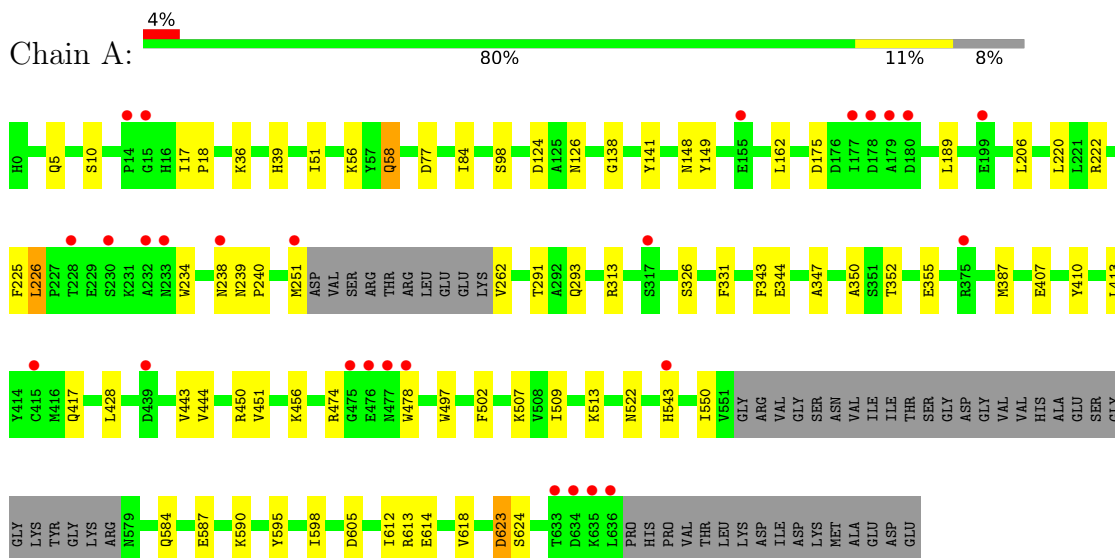 4%
Chain A:
80% 11% 8%
H0 Q5 S10 P14 G15 H16 I17 P18 K36 H39 I51 K56 Y57 Q58 D77 I84 S98 D124 A125 N126 G138 Y141 N148 Y149 E155 L162 D175 D176 I177 D178 A179 D180 L189 E199 L206 L220 L221 R222
F225 L226 P227 T228 E229 S230 K231 A232 N233 W234 N238 N239 P240 M251 ASP VAL SER ARG THR ARG LEU GLU GLU LYS V262 T291 A292 Q293 R313 S317 S326 F331 F343 E344 A347 A350 S351 T352 E355 R375 M387 E407 Y410 L413
Y414 C415 M416 Q417 L428 D439 V443 V444 R450 V451 K456 R474 G475 E476 N477 W478 W497 F502 K507 V508 I509 K513 N522 H543 I550 V551 GLY ARG VAL GLY SER ASN VAL ILE ILE THR SER GLY ASP GLY VAL VAL HIS ALA GLU SER GLY
GLY LYS TYR GLY LYS ARG N579 Q584 E587 K590 Y595 I598 D605 I612 R613 E614 V618 D623 S624 T633 D634 K635 L636 PRO HIS PRO VAL THR LEU LYS ASP ILE ASP LYS MET ALA GLU ASP GLU